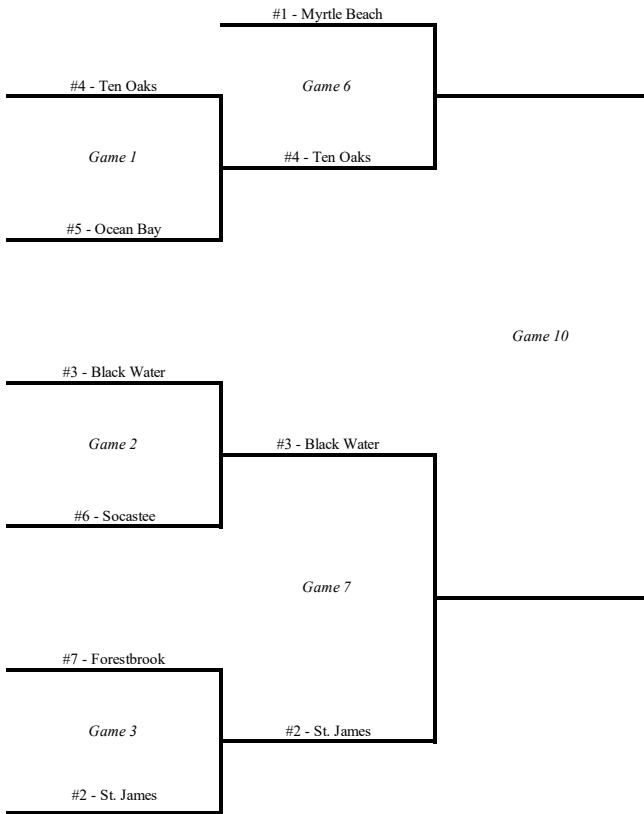 #1 - Myrtle Beach
#4 - Ten Oaks
Game 6
Game 1
#4 - Ten Oaks
#5 - Ocean Bay
Game 10
#3 - Black Water
Game 2
#3 - Black Water
#6 - Socastee
Game 7
#7 - Forestbrook
Game 3
#2 - St. James
#2 - St. James